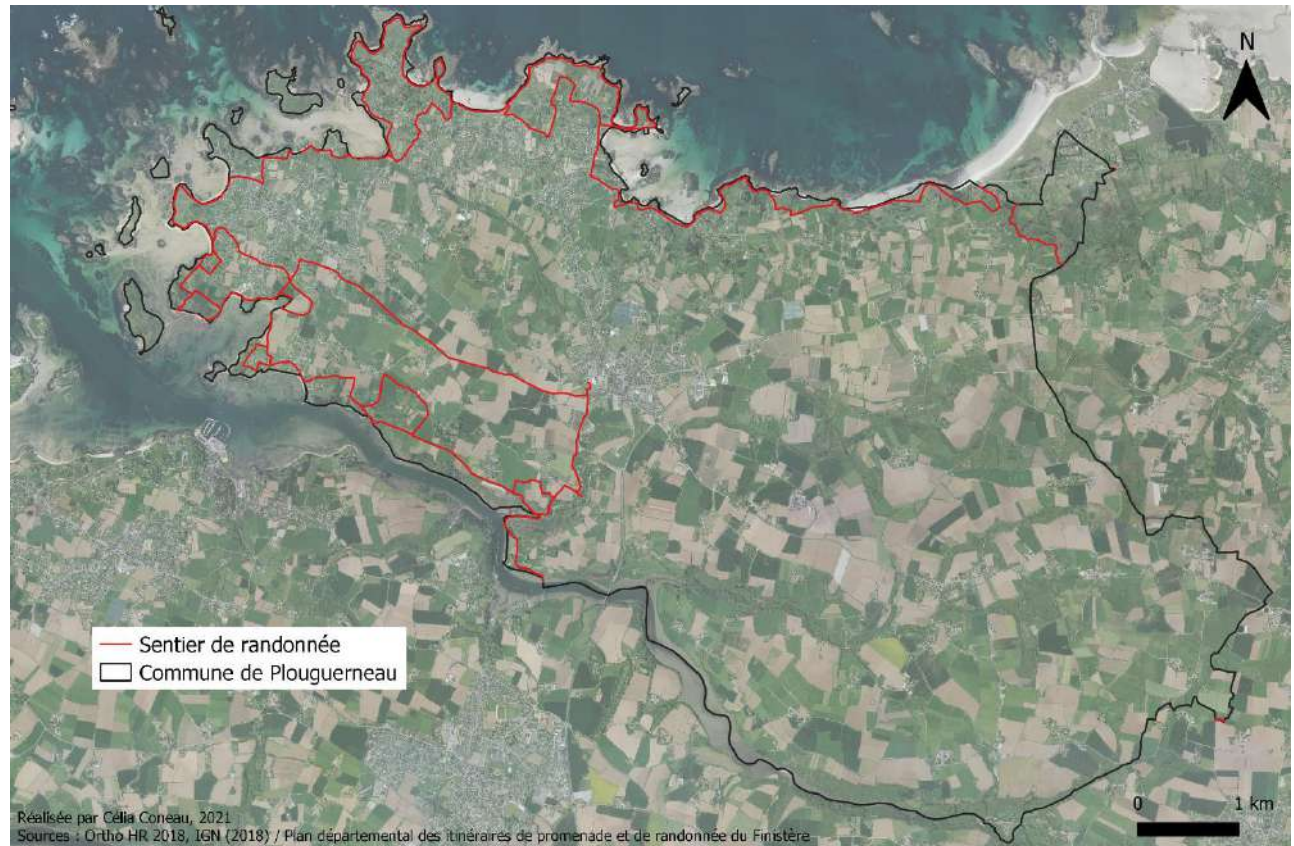 N
Sentier de randonnée
Commune de Plouguerneau
0 1 km
Réalisée par Célia Coneau, 2021
Sources : Ortho HR 2018, IGN (2018) / Plan départemental des itinéraires de promenade et de randonnée du Finistère